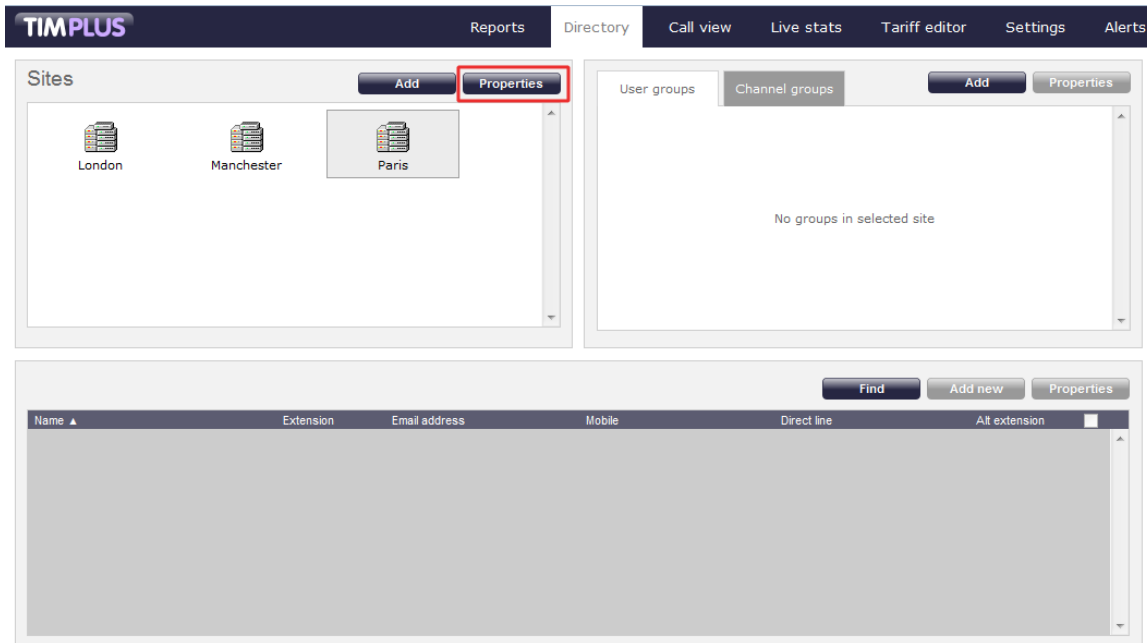 TIMPLUS Reports Directory Call view Live stats Tariff editor Settings Alerts
Sites Add Properties
User groups Channel groups Add Properties
London Manchester Paris
No groups in selected site
Find Add new Properties
Name ▲ Extension Email address Mobile Direct line Alt extension